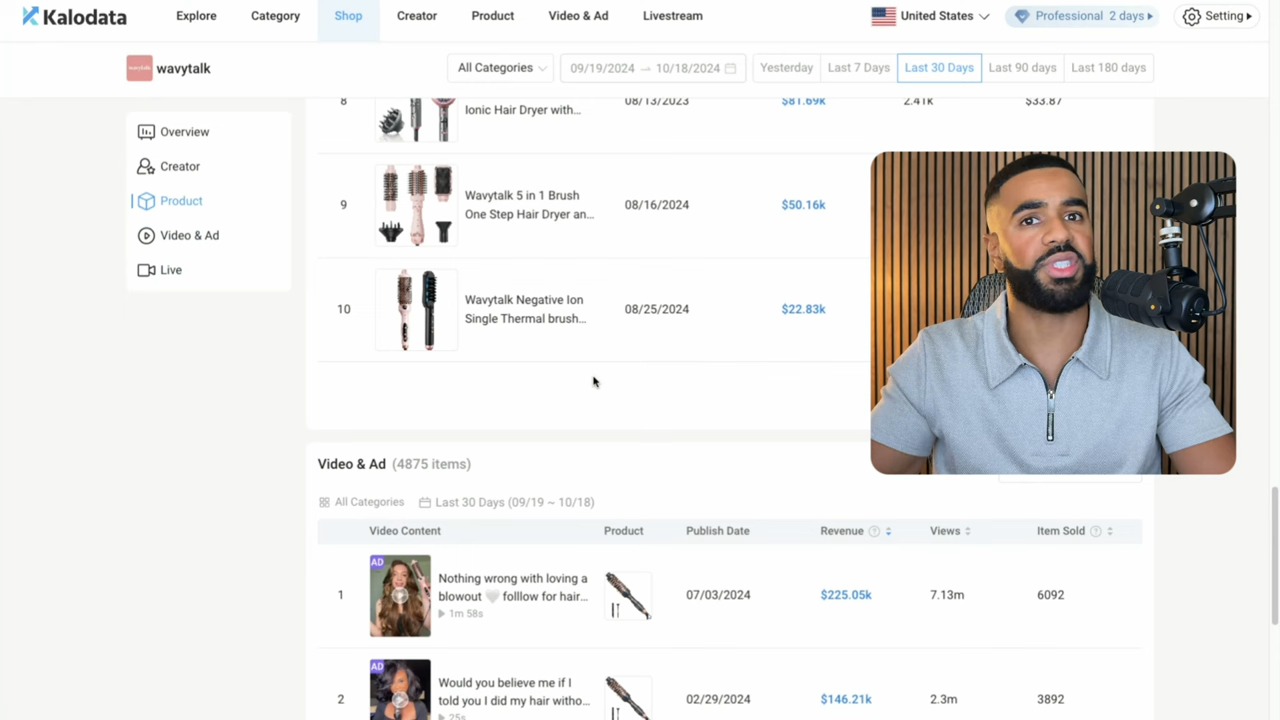 Kalodata
Explore
Category
Shop
Creator
Product
Video & Ad
Livestream
United States
Professional 2 days
Setting
wavytalk
wavytalk
All Categories
09/19/2024 → 10/18/2024
Yesterday
Last 7 Days
Last 30 Days
Last 90 days
Last 180 days
Overview
Creator
Product
Video & Ad
Live
8
Ionic Hair Dryer with...
08/13/2023
$81.69k
2.41k
$33.87
9
Wavytalk 5 in 1 Brush
One Step Hair Dryer an...
08/16/2024
$50.16k
10
Wavytalk Negative Ion
Single Thermal brush...
08/25/2024
$22.83k
Video & Ad (4875 items)
All Categories
Last 30 Days (09/19 ~ 10/18)
Video Content
Product
Publish Date
Revenue
Views
Item Sold
1
AD
Nothing wrong with loving a
blowout 🤍 folllow for hair...
1m 58s
07/03/2024
$225.05k
7.13m
6092
2
AD
Would you believe me if I
told you I did my hair witho...
25s
02/29/2024
$146.21k
2.3m
3892